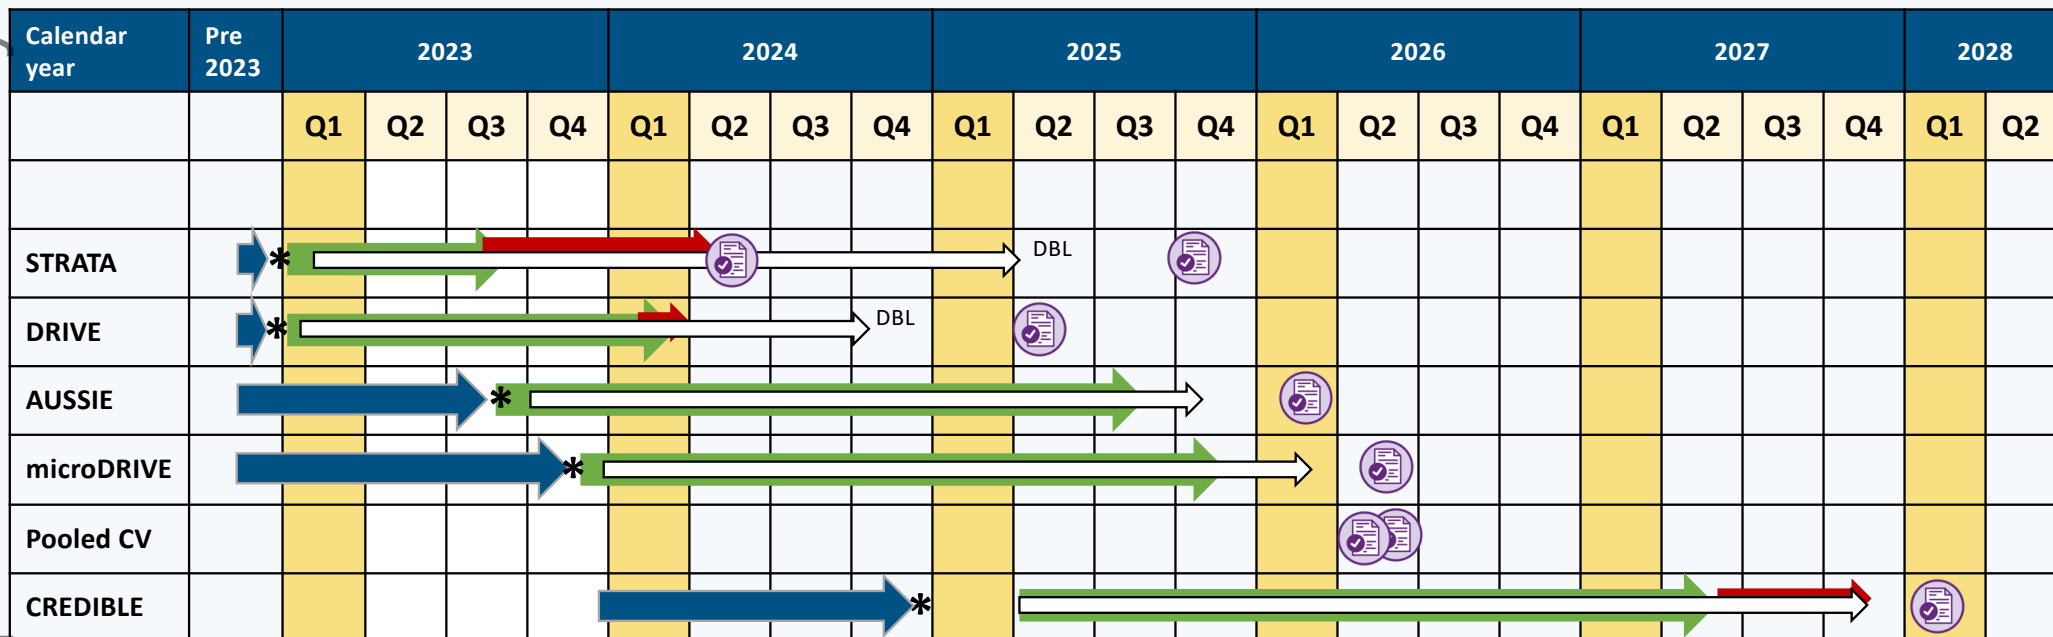 Calendar year
Pre 2023
2023
2024
2025
2026
2027
2028
Q1 Q2 Q3 Q4 Q1 Q2 Q3 Q4 Q1 Q2 Q3 Q4 Q1 Q2 Q3 Q4 Q1 Q2 Q3 Q4 Q1 Q2
STRATA * DBL
DRIVE * DBL
AUSSIE *
microDRIVE *
Pooled CV
CREDIBLE *